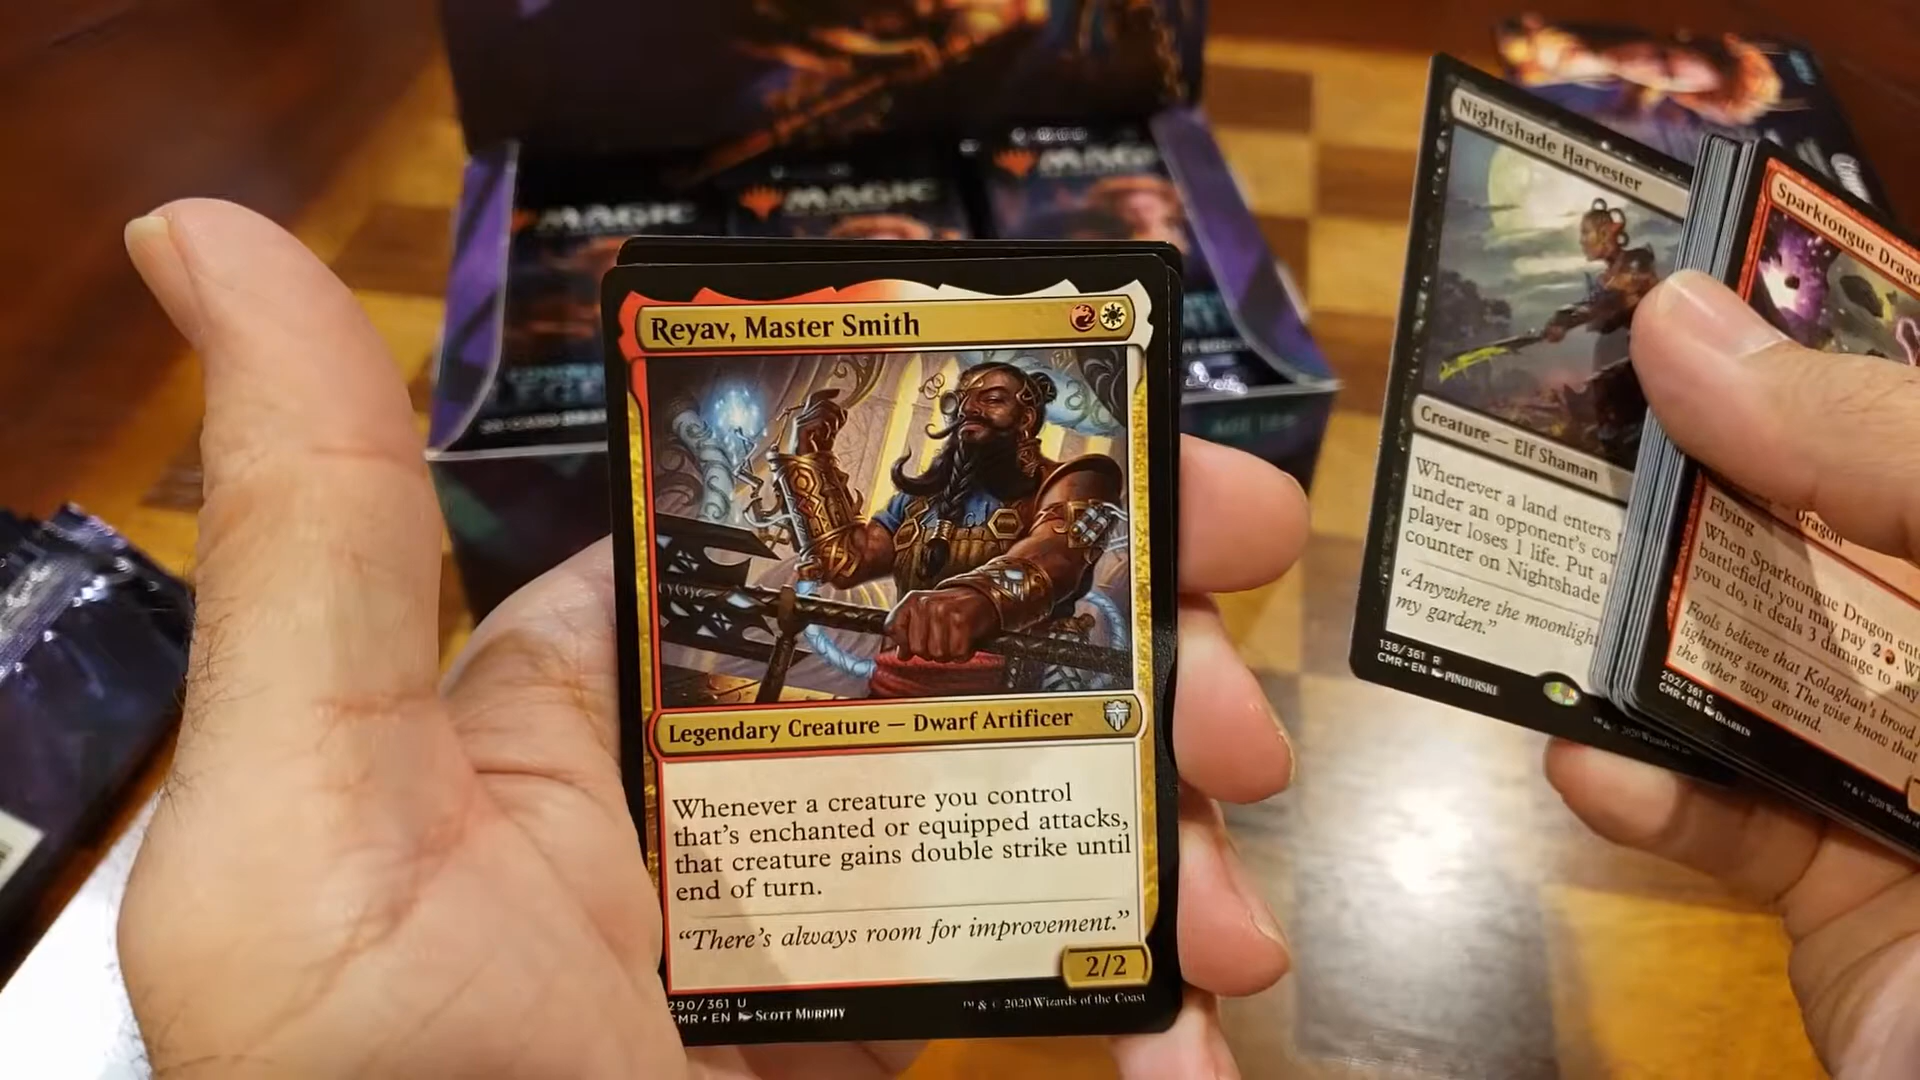 MAGIC
MAGIC
MAGIC
Reyav, Master Smith
Legendary Creature — Dwarf Artificer
Whenever a creature you control
that's enchanted or equipped attacks,
that creature gains double strike until
end of turn.
"There's always room for improvement."
2/2
290/361 U
CMR • EN Scott Murphy
™ & © 2020 Wizards of the Coast
Nightshade Harvester
Creature — Elf Shaman
Whenever a land enters
under an opponent's
player loses 1 life. Put a
counter on Nightshade
"Anywhere the moonlight
my garden."
138/361 R
CMR • EN Pindurski
Sparktongue
Dragon
Flying
When Sparktongue Dragon
battlefield, you may pay 2
you do, it deals 3 damage to any
Fools believe that Kolaghan's brood
lightning storms. The wise know that
the other way around.
202/361 C
CMR • EN Daarken